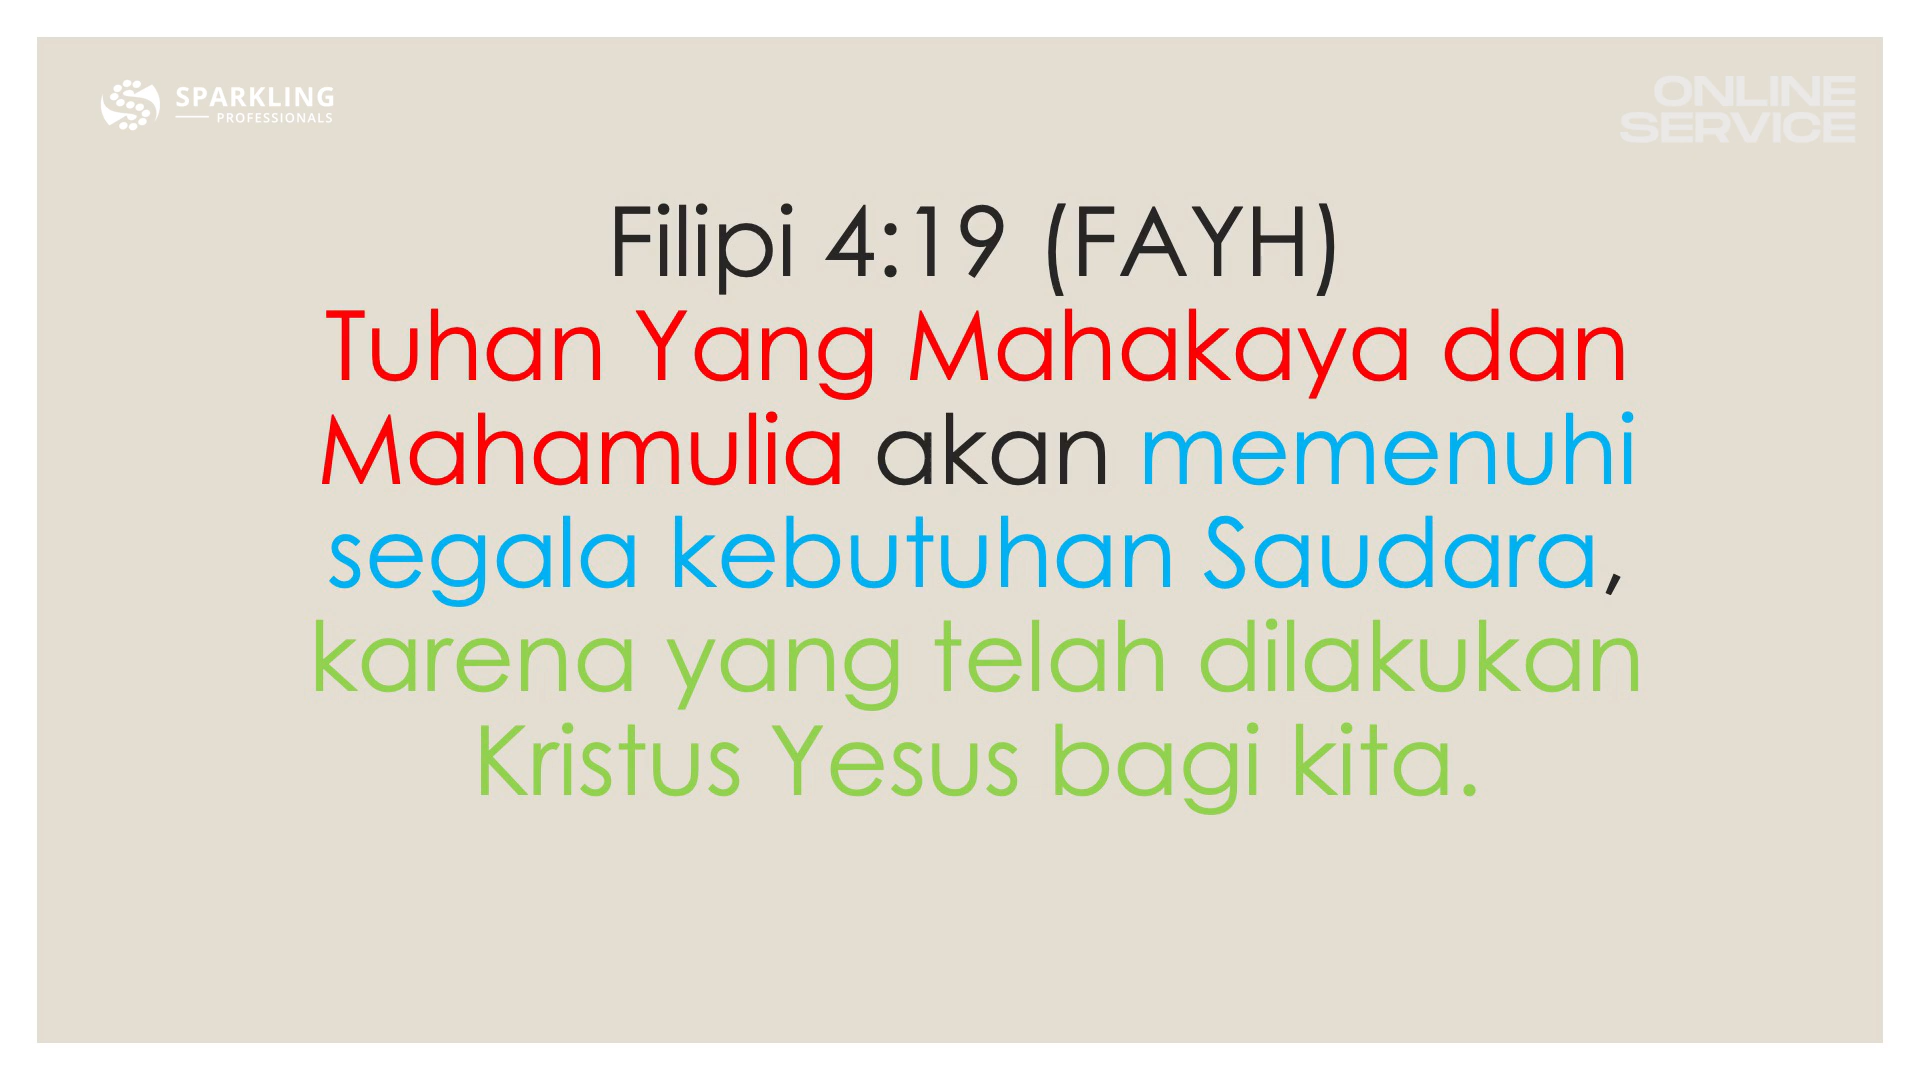 SPARKLING
PROFESSIONALS
ONLINE
SERVICE
Filipi 4:19 (FAYH)
Tuhan Yang Mahakaya dan
Mahamulia akan memenuhi
segala kebutuhan Saudara,
karena yang telah dilakukan
Kristus Yesus bagi kita.